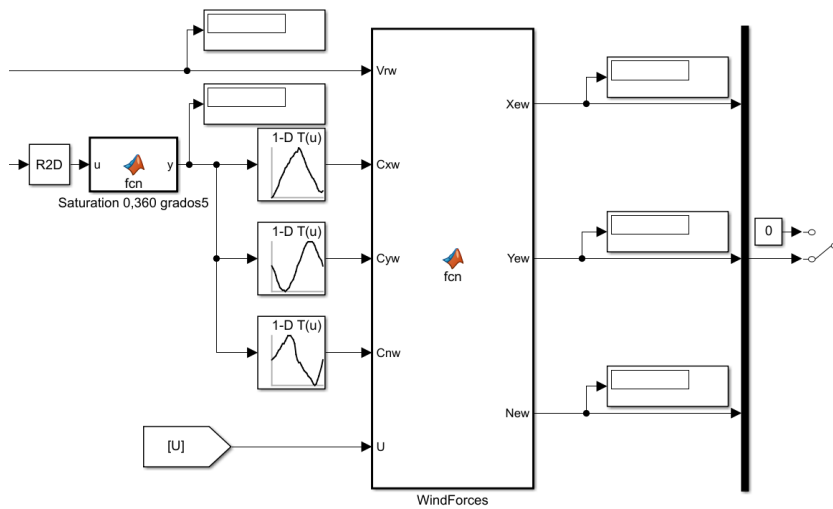 Vrw
1-D T(u)
Xew
R2D
u
y
fcn
Cxw
Saturation 0,360 grados5
1-D T(u)
0
Cyw
fcn
Yew
1-D T(u)
Cnw
New
[U]
U
WindForces